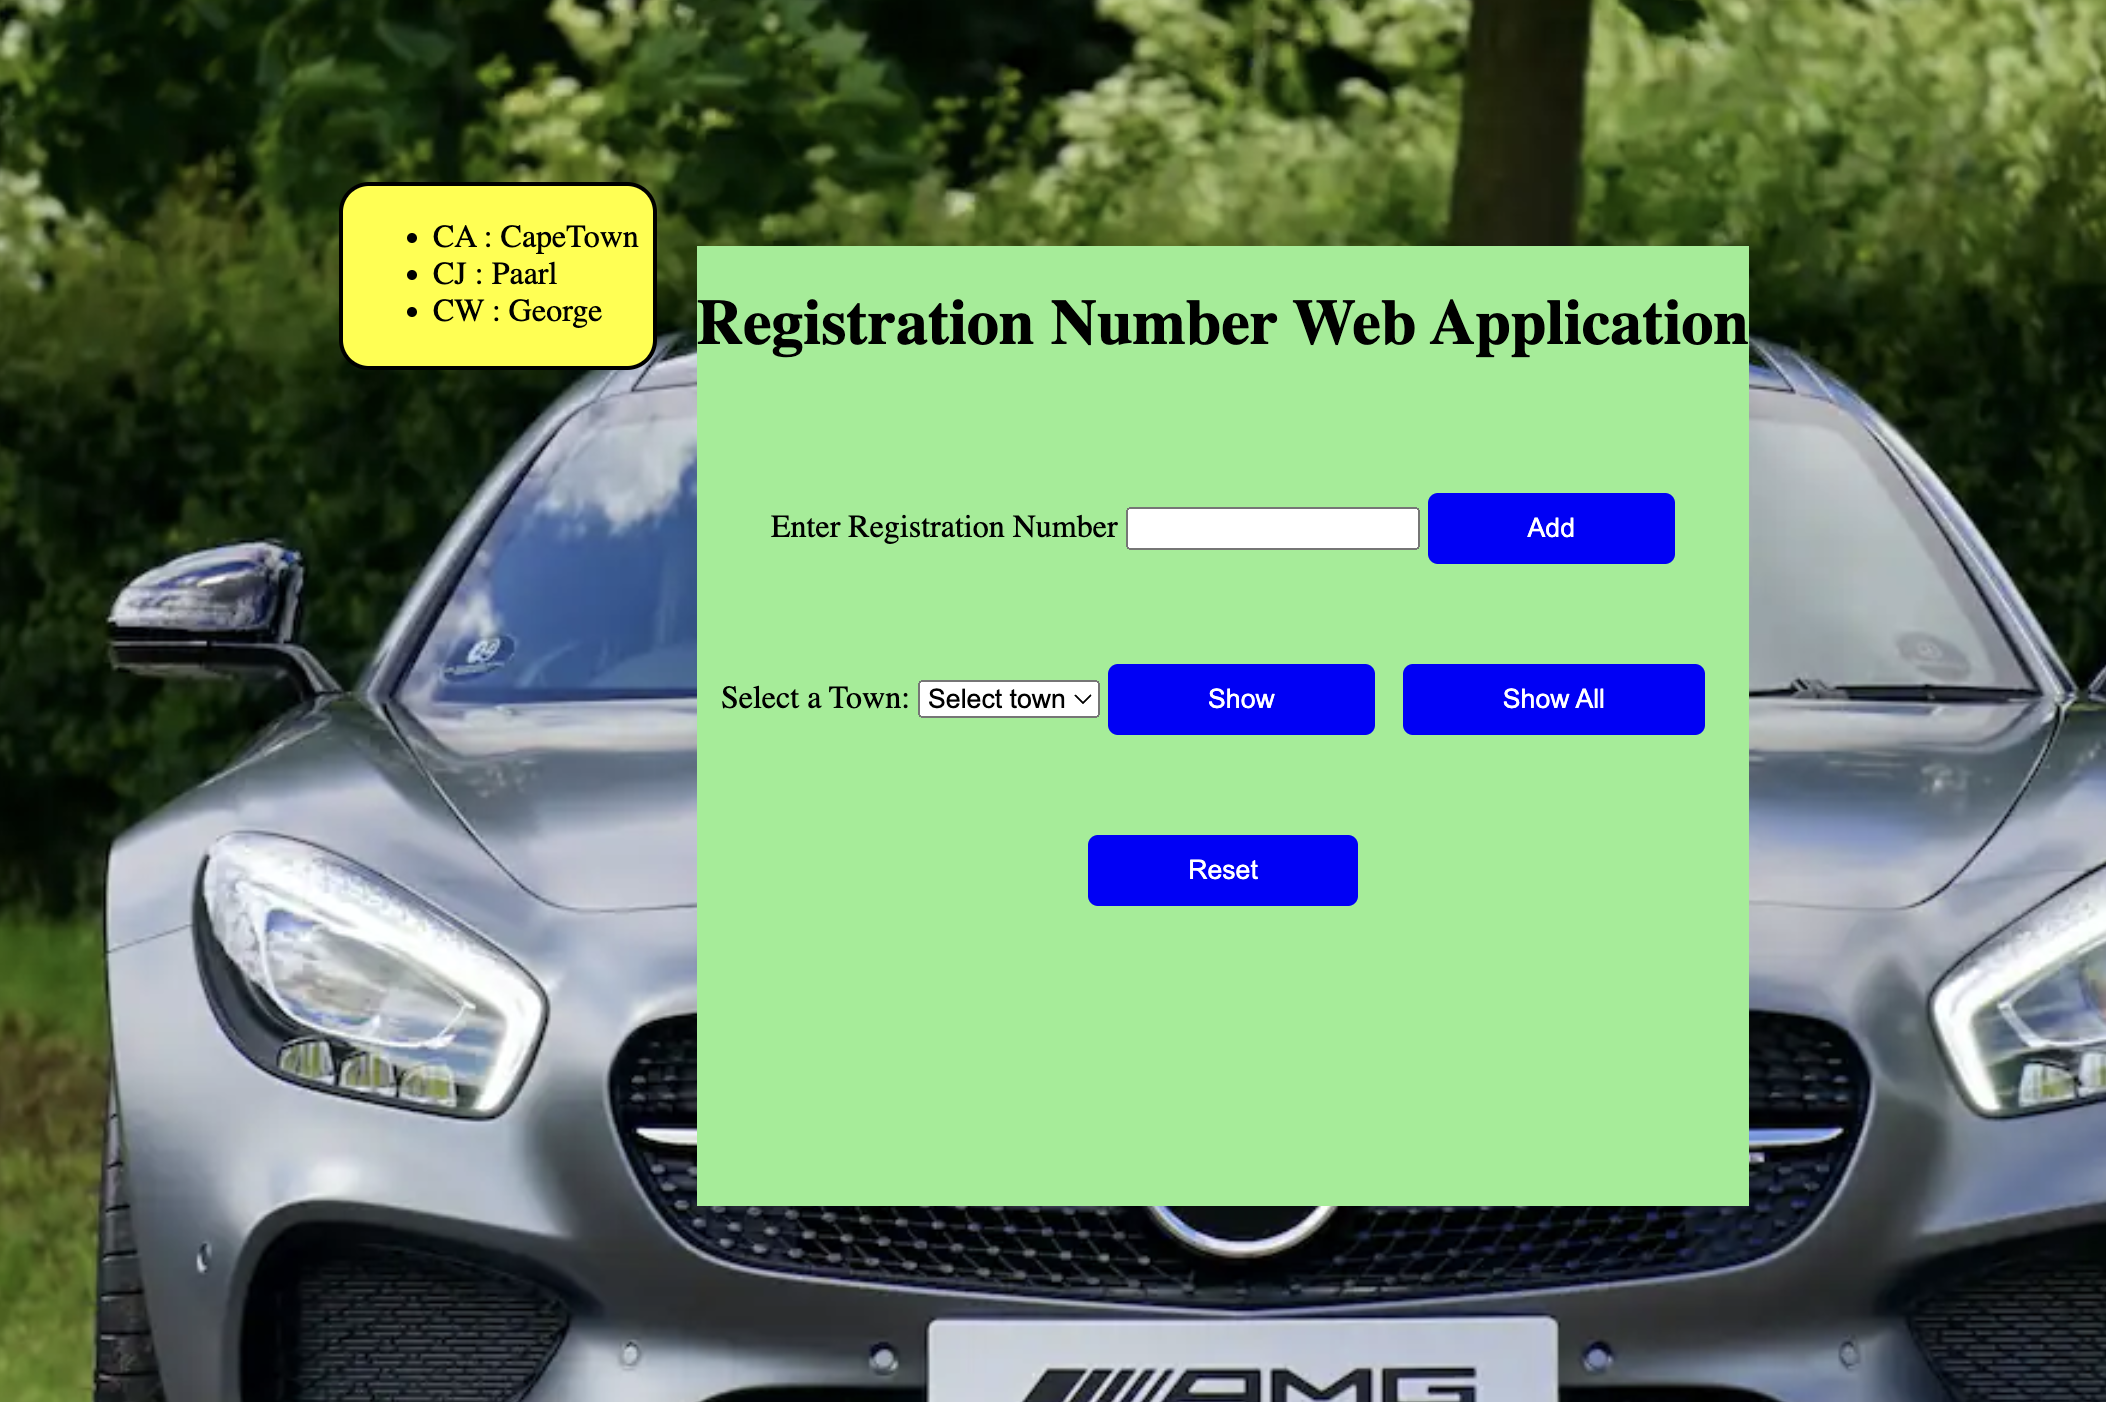 CA : CapeTown
CJ : Paarl
CW : George
Registration Number Web Application
Enter Registration Number Add
Select a Town: Select town Show Show All
Reset
AMG